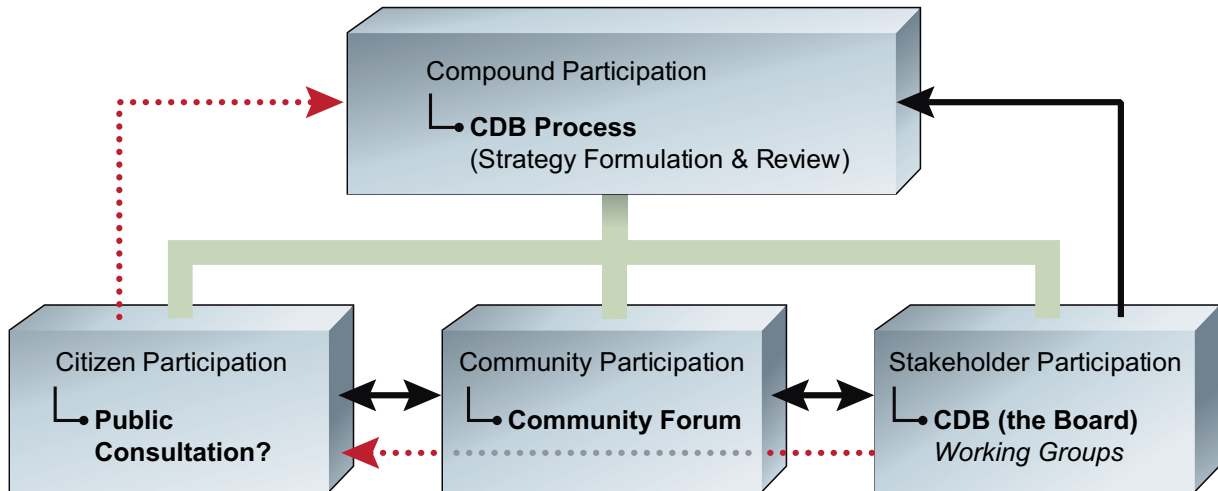 Compound Participation
CDB Process
(Strategy Formulation & Review)
Citizen Participation
Public
Consultation?
Community Participation
Community Forum
Stakeholder Participation
CDB (the Board)
Working Groups